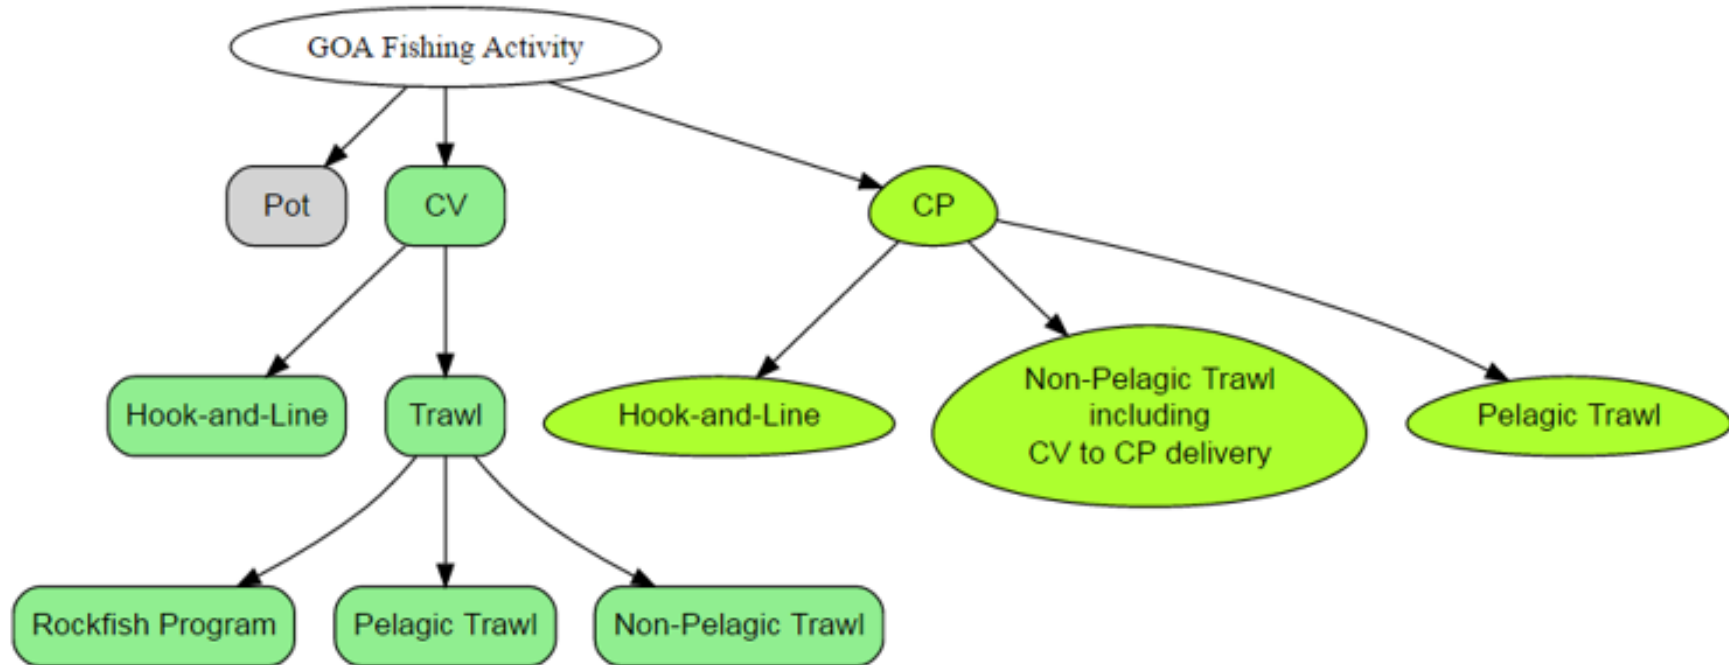 GOA Fishing Activity
Pot
CV
CP
Hook-and-Line
Trawl
Hook-and-Line
Non-Pelagic Trawl
including
CV to CP delivery
Pelagic Trawl
Rockfish Program
Pelagic Trawl
Non-Pelagic Trawl